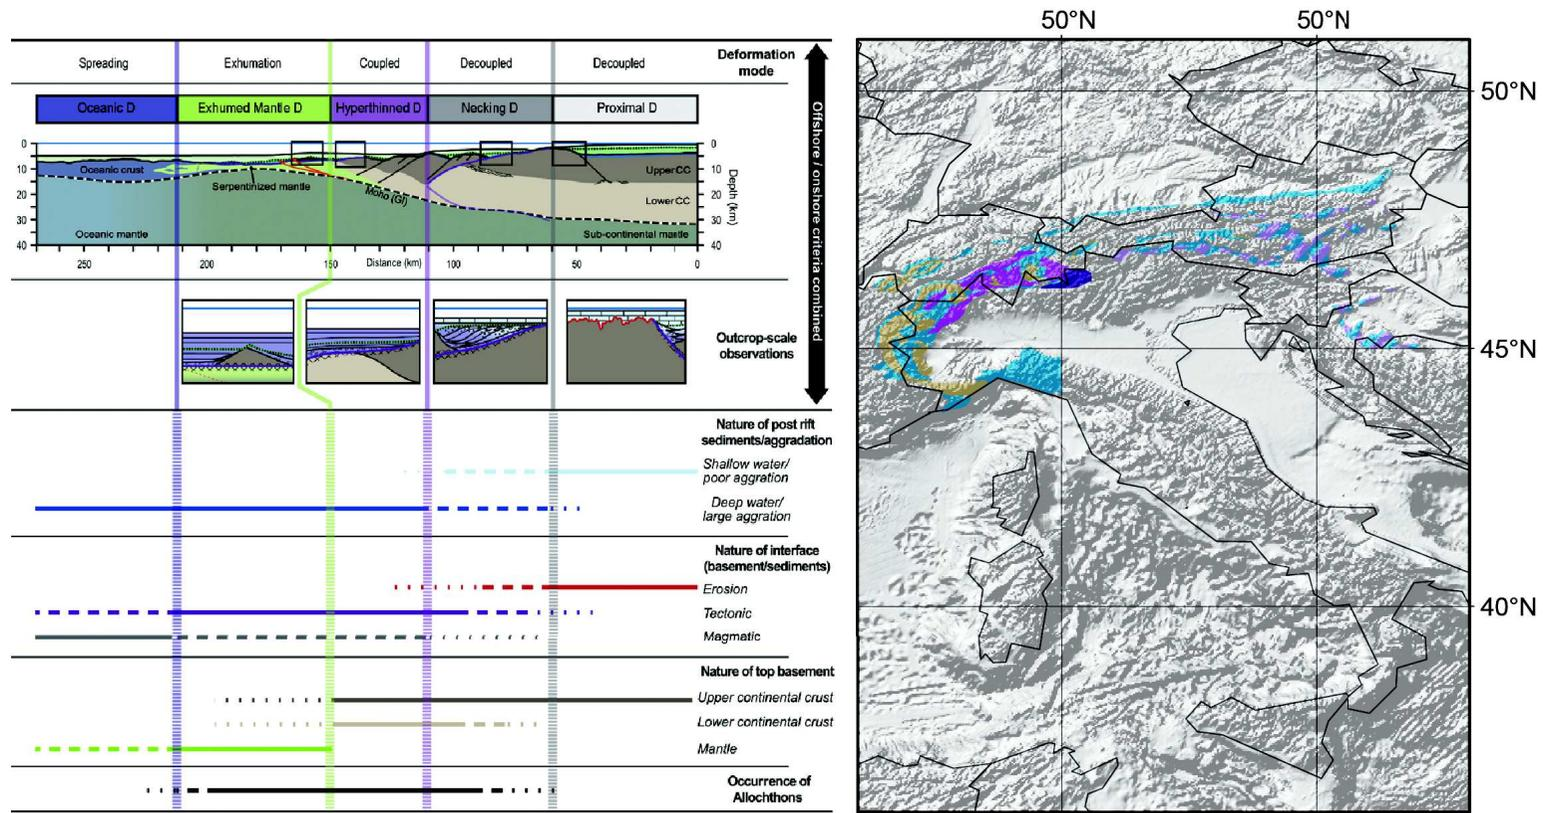 50°N 50°N
Spreading Exhumation Coupled Decoupled Decoupled Deformation
mode
Oceanic D Exhumed Mantle D Hyperthinned D Necking D Proximal D
Offshore / onshore criteria combined
0 0
10 Oceanic crust Upper CC 10
Serpentinized mantle
Moho (Gl)
20 Lower CC 20
30 30
Depth (km)
40 Oceanic mantle Sub-continental mantle 40
250 200 150 Distance (km) 100 50 0
Outcrop-scale
observations
Nature of post rift
sediments/aggradation
Shallow water/
poor aggration
Deep water/
large aggration
Nature of interface
(basement/sediments)
Erosion
Tectonic
Magmatic
Nature of top basement
Upper continental crust
Lower continental crust
Mantle
Occurrence of
Allochthons
50°N
45°N
40°N